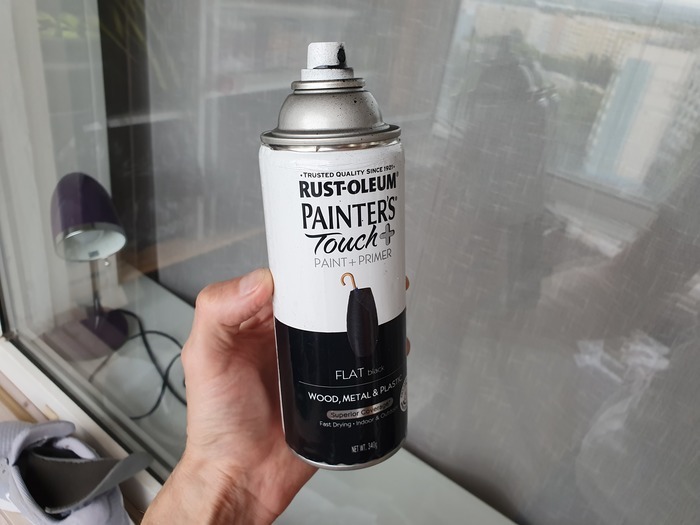 • TRUSTED QUALITY SINCE 1921 •
RUST-OLEUM®
PAINTER'S®
Touch+
PAINT + PRIMER
FLAT black
WOOD, METAL & PLASTIC
Superior Coverage
Fast Drying • Indoor &
NET WT. 340g